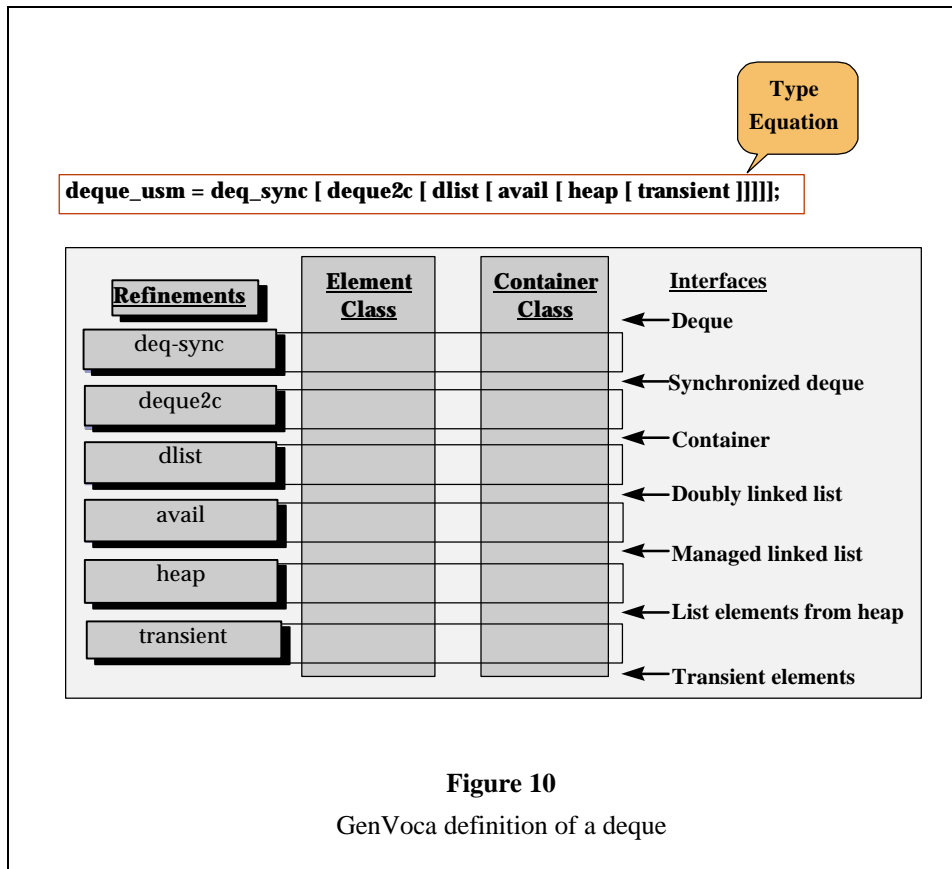 Type
Equation
deque_usm = deq_sync [ deque2c [ dlist [ avail [ heap [ transient ]]]]];
Refinements
Element
Class
Container
Class
Interfaces
Deque
deq-sync
Synchronized deque
deque2c
Container
dlist
Doubly linked list
avail
Managed linked list
heap
List elements from heap
transient
Transient elements
Figure 10
GenVoca definition of a deque